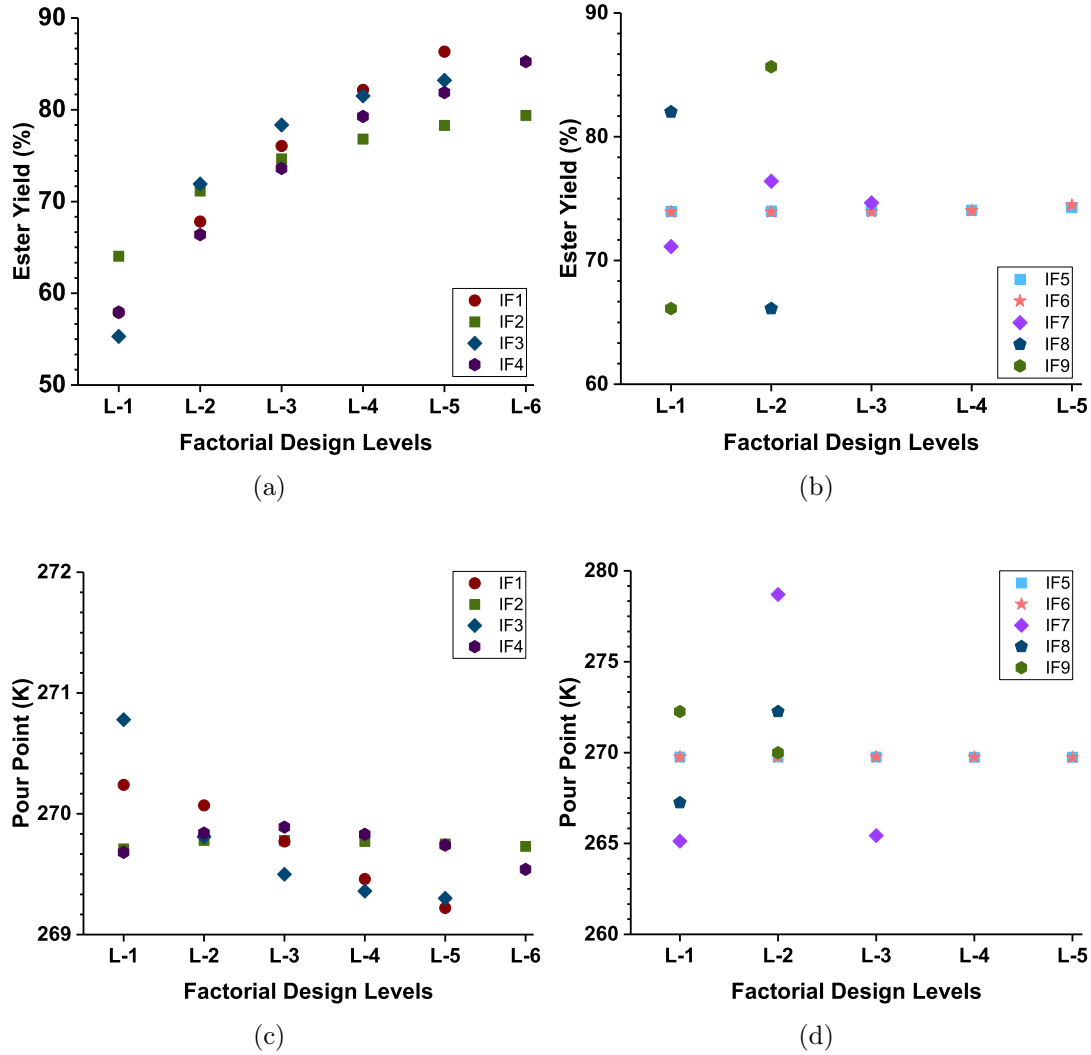 Ester Yield (%)
90
80
70
60
50
L-1 L-2 L-3 L-4 L-5 L-6
Factorial Design Levels
IF1
IF2
IF3
IF4
(a)
Ester Yield (%)
90
80
70
60
L-1 L-2 L-3 L-4 L-5
Factorial Design Levels
IF5
IF6
IF7
IF8
IF9
(b)
Pour Point (K)
272
271
270
269
L-1 L-2 L-3 L-4 L-5 L-6
Factorial Design Levels
IF1
IF2
IF3
IF4
(c)
Pour Point (K)
280
275
270
265
260
L-1 L-2 L-3 L-4 L-5
Factorial Design Levels
IF5
IF6
IF7
IF8
IF9
(d)